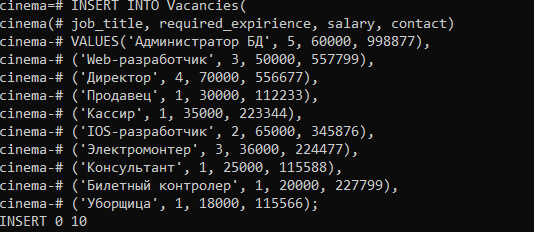 cinema=# INSERT INTO Vacancies(
cinema(# job_title, required_expirience, salary, contact)
cinema-# VALUES('Администратор БД', 5, 60000, 998877),
cinema-# ('Web-разработчик', 3, 50000, 557799),
cinema-# ('Директор', 4, 70000, 556677),
cinema-# ('Продавец', 1, 30000, 112233),
cinema-# ('Кассир', 1, 35000, 223344),
cinema-# ('IOS-разработчик', 2, 65000, 345876),
cinema-# ('Электромонтер', 3, 36000, 224477),
cinema-# ('Консультант', 1, 25000, 115588),
cinema-# ('Билетный контролер', 1, 20000, 227799),
cinema-# ('Уборщица', 1, 18000, 115566);
INSERT 0 10